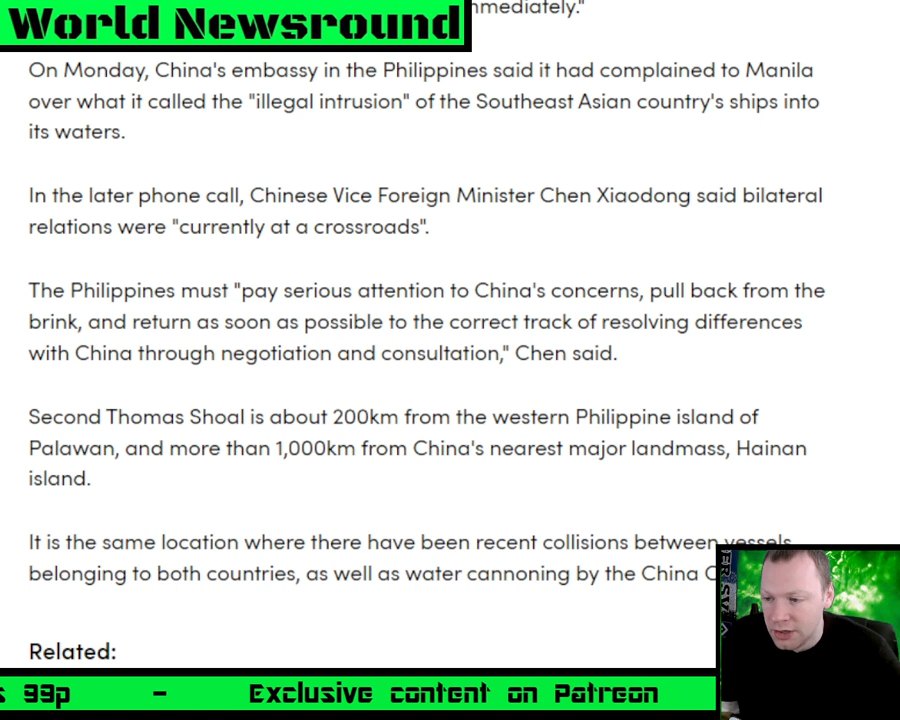 World Newsround
mmediately."
On Monday, China's embassy in the Philippines said it had complained to Manila
over what it called the "illegal intrusion" of the Southeast Asian country's ships into
its waters.
In the later phone call, Chinese Vice Foreign Minister Chen Xiaodong said bilateral
relations were "currently at a crossroads".
The Philippines must "pay serious attention to China's concerns, pull back from the
brink, and return as soon as possible to the correct track of resolving differences
with China through negotiation and consultation," Chen said.
Second Thomas Shoal is about 200km from the western Philippine island of
Palawan, and more than 1,000km from China's nearest major landmass, Hainan
island.
It is the same location where there have been recent collisions between vessels
belonging to both countries, as well as water cannoning by the China C
Related:
s 99p - Exclusive content on Patreon